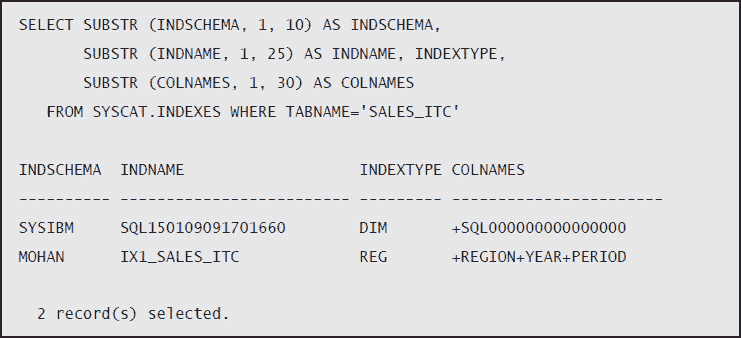 SELECT SUBSTR (INDSCHEMA, 1, 10) AS INDSCHEMA,
       SUBSTR (INDNAME, 1, 25) AS INDNAME, INDEXTYPE,
       SUBSTR (COLNAMES, 1, 30) AS COLNAMES
   FROM SYSCAT.INDEXES WHERE TABNAME='SALES_ITC'

INDSCHEMA  INDNAME                   INDEXTYPE COLNAMES
---------- ------------------------- --------- -----------------------
SYSIBM     SQL150109091701660        DIM       +SQL000000000000000
MOHAN      IX1_SALES_ITC             REG       +REGION+YEAR+PERIOD

  2 record(s) selected.